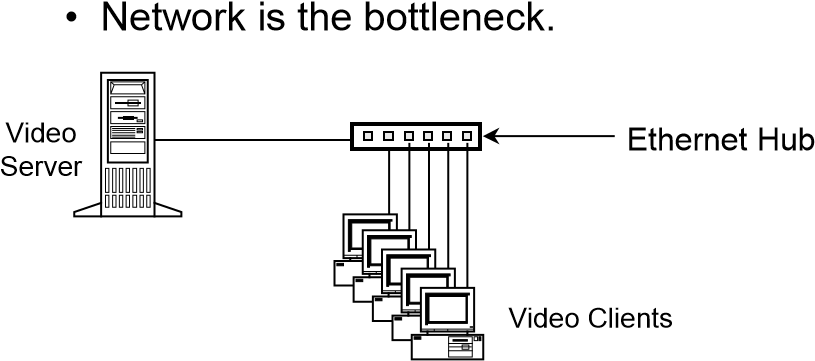 • Network is the bottleneck.
Video
Server
Ethernet Hub
Video Clients